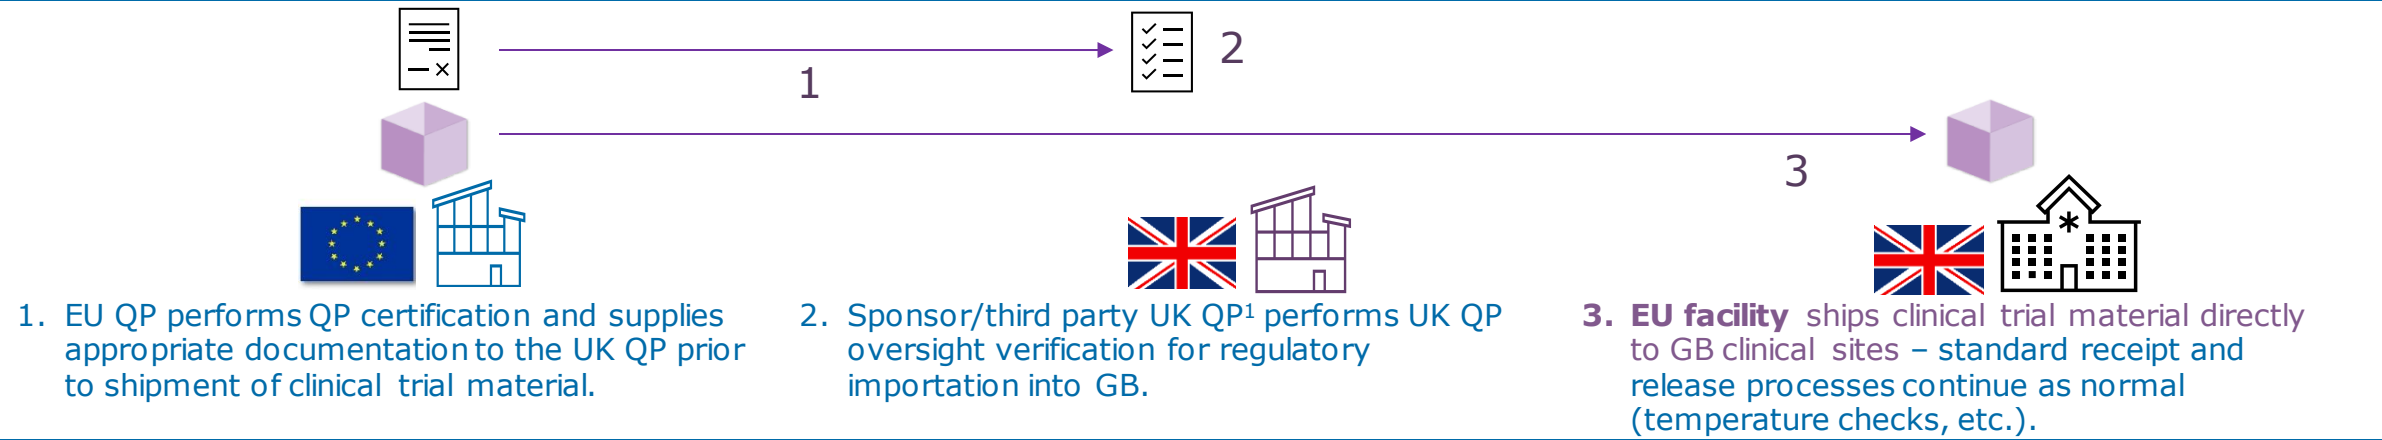 2
1
3
1. EU QP performs QP certification and supplies
appropriate documentation to the UK QP prior
to shipment of clinical trial material.
2. Sponsor/third party UK QP¹ performs UK QP
oversight verification for regulatory
importation into GB.
3. EU facility ships clinical trial material directly
to GB clinical sites – standard receipt and
release processes continue as normal
(temperature checks, etc.).